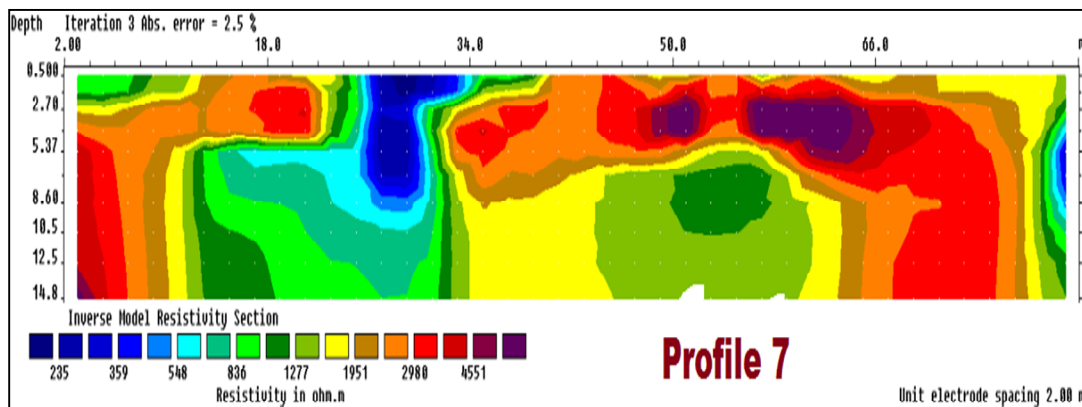 Depth Iteration 3 Abs. error = 2.5 %
2.00 18.0 34.0 50.0 66.0 m
0.500
2.70
5.37
8.60
10.5
12.5
14.8
Inverse Model Resistivity Section
235 359 548 836 1277 1951 2980 4551
Resistivity in ohm.m
Profile 7
Unit electrode spacing 2.00 m